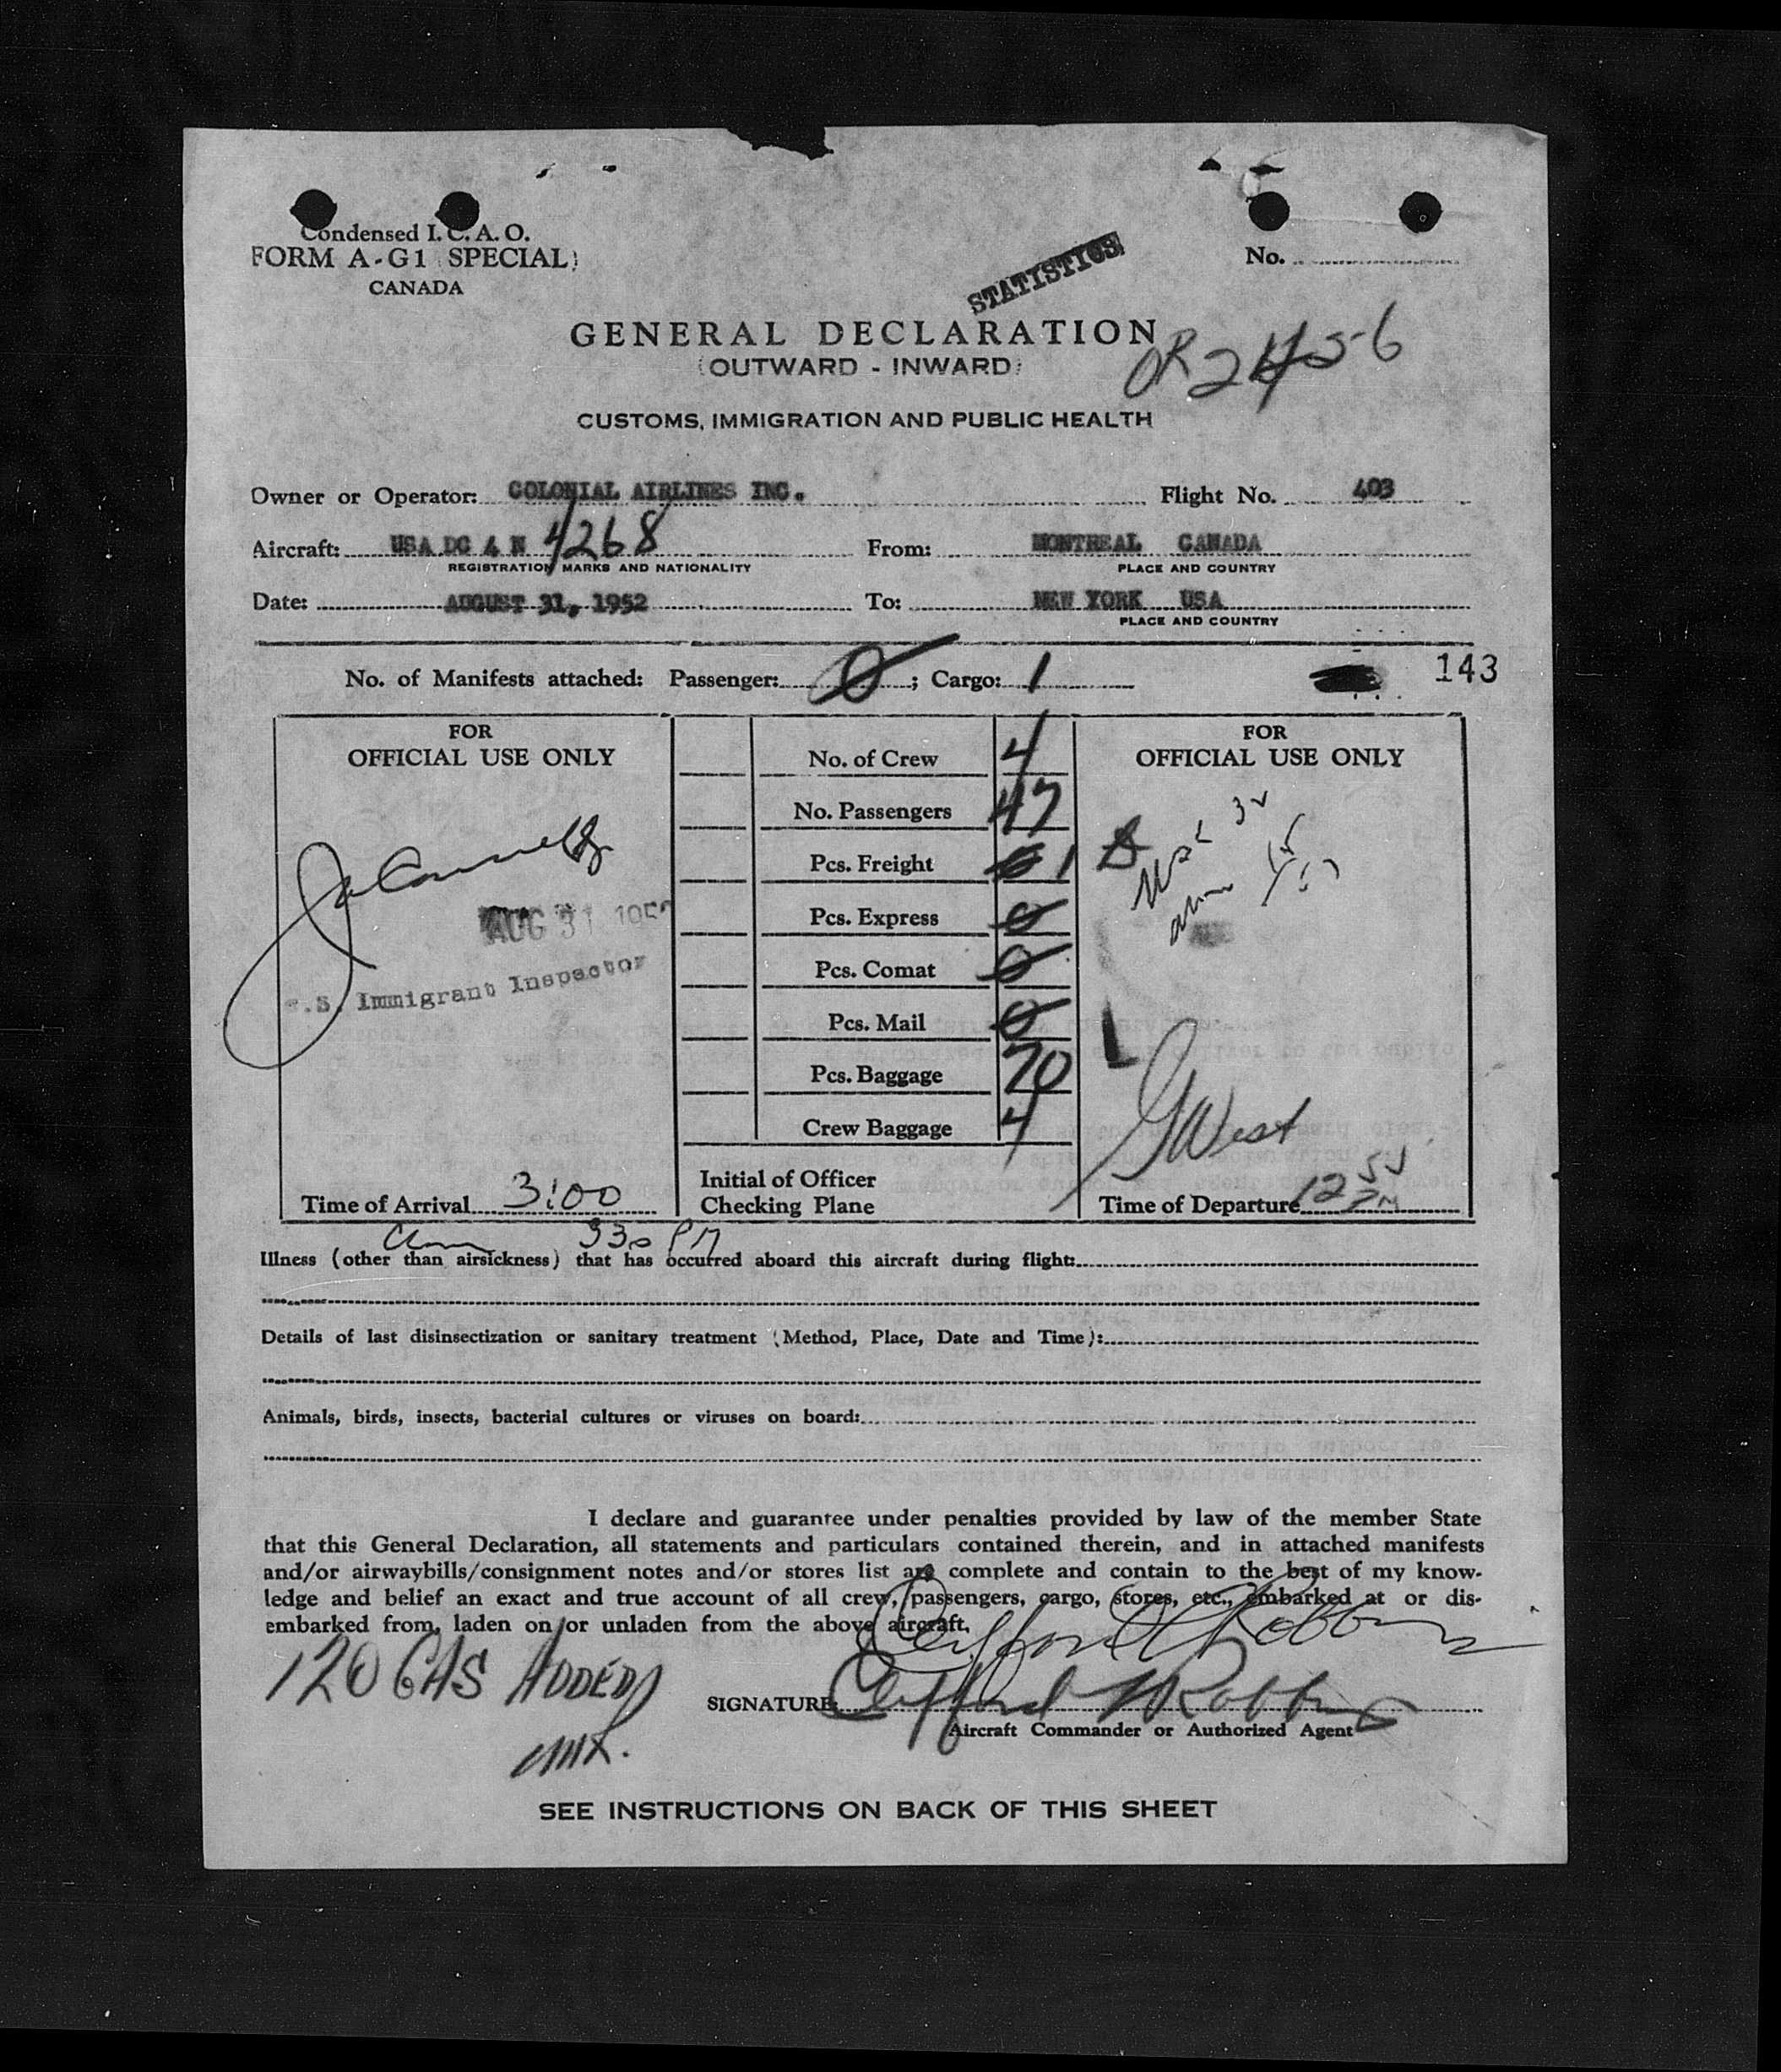 Condensed I. C. A. O.
FORM A-G1 (SPECIAL)
CANADA
STATISTICS
No.
GENERAL DECLARATION
(OUTWARD - INWARD)
OR 2456
CUSTOMS, IMMIGRATION AND PUBLIC HEALTH
Owner or Operator: COLONIAL AIRLINES INC. Flight No. 403
Aircraft: USA DC 4 N 4268 From: MONTREAL CANADA
REGISTRATION MARKS AND NATIONALITY PLACE AND COUNTRY
Date: AUGUST 31, 1952 To: NEW YORK USA
PLACE AND COUNTRY
No. of Manifests attached: Passenger: 0 ; Cargo: 1
143
FOR
OFFICIAL USE ONLY
AUG 31 195
.S. Immigrant Inspector
Time of Arrival 3:00
No. of Crew 4
No. Passengers 47
Pcs. Freight 1
Pcs. Express 0
Pcs. Comat 0
Pcs. Mail 0
Pcs. Baggage 70
Crew Baggage 4
Initial of Officer
Checking Plane
FOR
OFFICIAL USE ONLY
GWest
Time of Departure 12 55 PM
330 PM
Illness (other than airsickness) that has occurred aboard this aircraft during flight:
Details of last disinsectization or sanitary treatment (Method, Place, Date and Time):
Animals, birds, insects, bacterial cultures or viruses on board:
I declare and guarantee under penalties provided by law of the member State
that this General Declaration, all statements and particulars contained therein, and in attached manifests
and/or airwaybills/consignment notes and/or stores list are complete and contain to the best of my know-
ledge and belief an exact and true account of all crew, passengers, cargo, stores, etc., embarked at or dis-
embarked from, laden on or unladen from the above aircraft.
Clifford Robbins
120 GAS ADDED
SIGNATURE: Clifford Robbins
Aircraft Commander or Authorized Agent
SEE INSTRUCTIONS ON BACK OF THIS SHEET